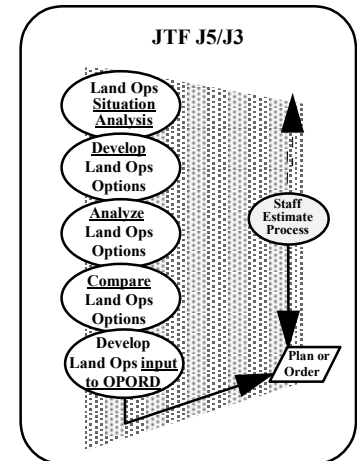 JTF J5/J3
Land Ops
Situation
Analysis
Develop
Land Ops
Options
Analyze
Land Ops
Options
Compare
Land Ops
Options
Develop
Land Ops input
to OPORD
Staff
Estimate
Process
Plan or
Order